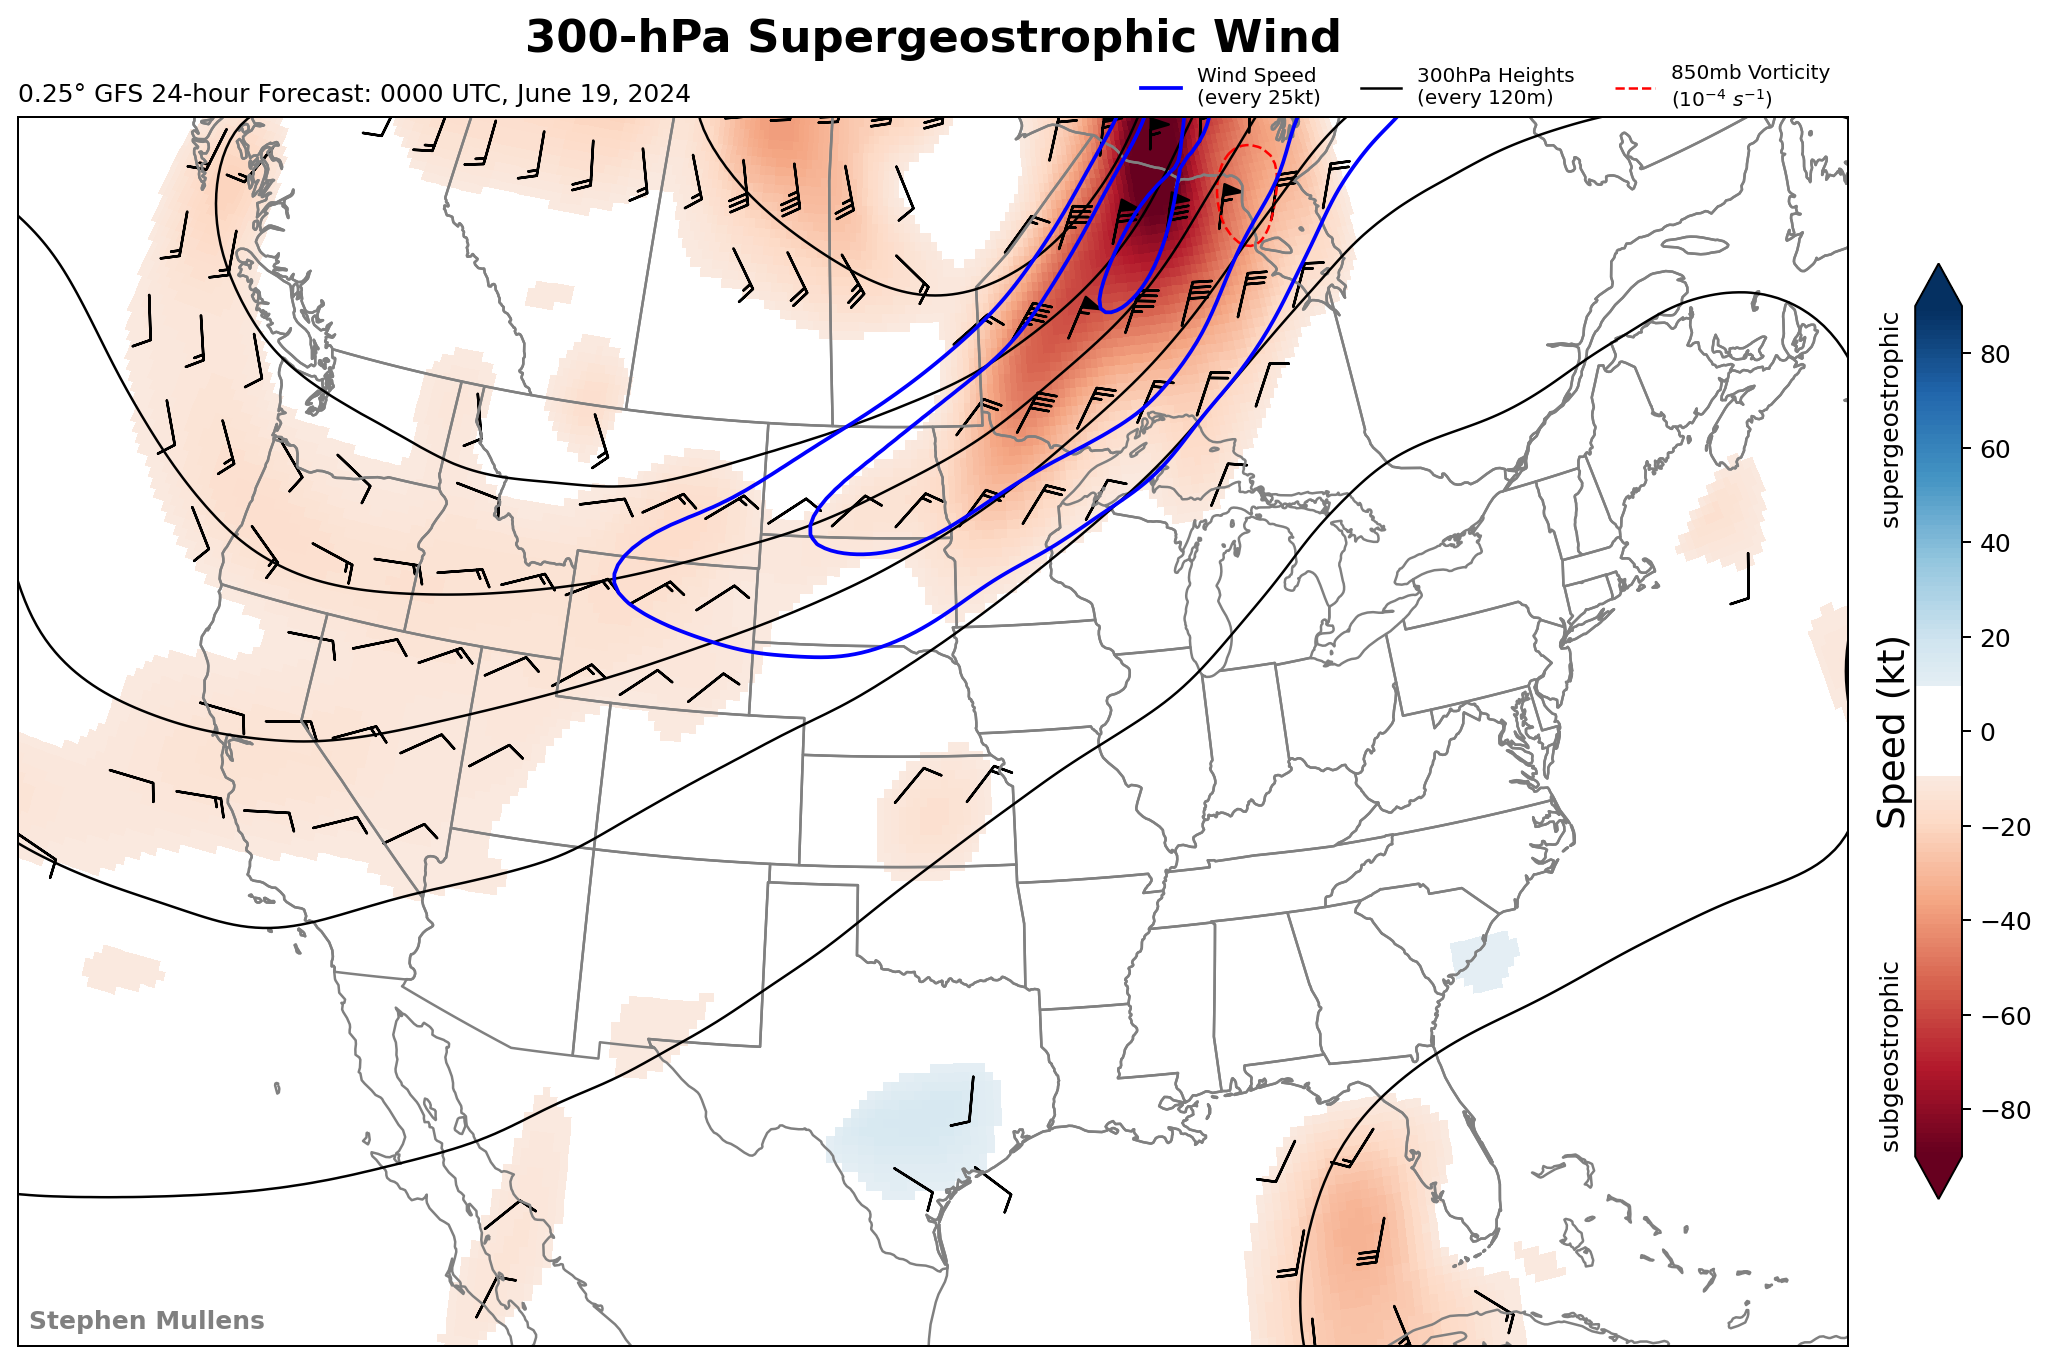 300-hPa Supergeostrophic Wind
0.25° GFS 24-hour Forecast: 0000 UTC, June 19, 2024
Wind Speed
(every 25kt)
300hPa Heights
(every 120m)
850mb Vorticity
(10⁻⁴ s⁻¹)
supergeostrophic
Speed (kt)
subgeostrophic
80
60
40
20
0
−20
−40
−60
−80
Stephen Mullens